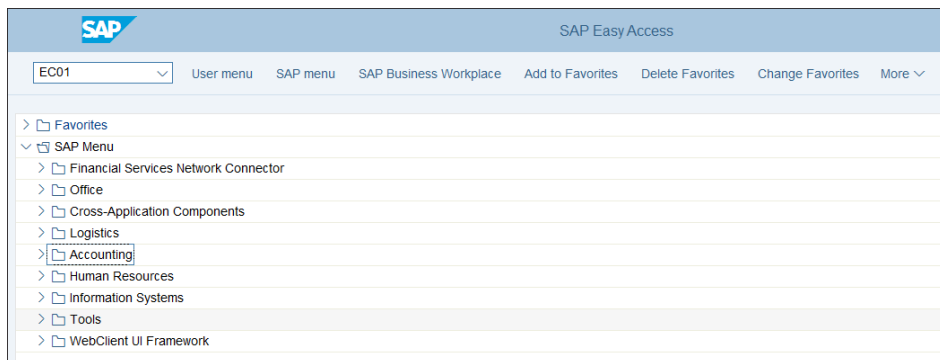 SAP SAP Easy Access
EC01 User menu SAP menu SAP Business Workplace Add to Favorites Delete Favorites Change Favorites More
Favorites
SAP Menu
Financial Services Network Connector
Office
Cross-Application Components
Logistics
Accounting
Human Resources
Information Systems
Tools
WebClient UI Framework